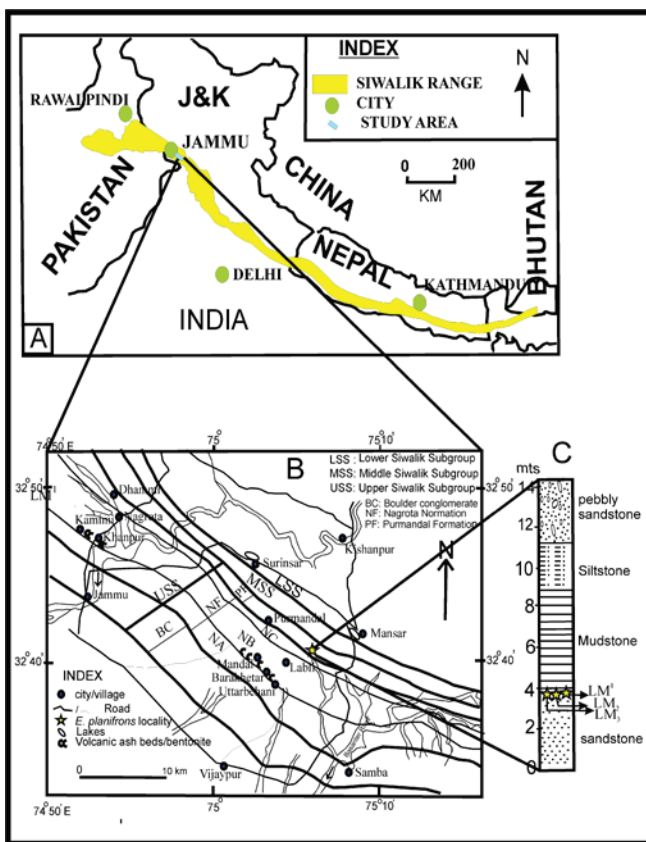 INDEX
SIWALIK RANGE
CITY
STUDY AREA
N
0 200
KM
RAWALPINDI
J&K
JAMMU
PAKISTAN
CHINA
NEPAL
KATHMANDU
BHUTAN
DELHI
INDIA
A
74°50'E
75°
75°10'
B
LSS: Lower Siwalik Subgroup
MSS: Middle Siwalik Subgroup
USS: Upper Siwalik Subgroup
BC: Boulder conglomerate
NF: Nagrota Normation
PF: Purmandal Formation
32°50'
32°50'
Nagrota
Kishanpur
N
Khanpur
Surinsar
LSS
MSS
USS
PF
NF
BC
Jammu
Purmandal
Mansar
NC
NB
NA
32°40'
32°40'
Mandal
Labli
Uttarbehani
INDEX
city/village
Road
E. planifrons locality
Lakes
Volcanic ash beds/bentonite
0 10 km
Vijaypur
Samba
74°50'E
75°
75°10'
C
mts
14
pebbly
sandstone
12
10
Siltstone
8
6
Mudstone
4
LM¹
LM₂
LM₃
2
sandstone
0